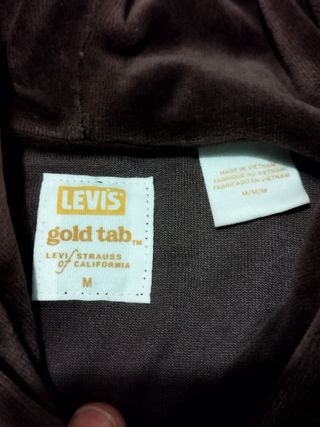 LEVI'S
gold tab™
LEVI STRAUSS
of CALIFORNIA
M
MADE IN VIETNAM
FABRIQUÉ AU VIETNAM
FABRICADO EN VIETNAM
M/M/M